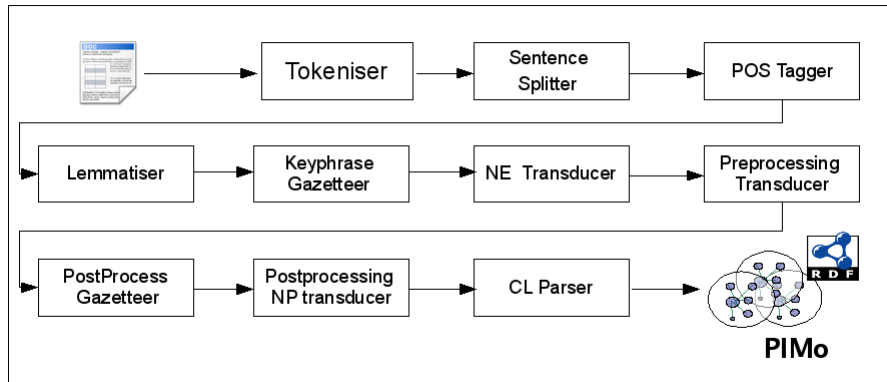 DOC
Tokeniser
Sentence
Splitter
POS Tagger
Lemmatiser
Keyphrase
Gazetteer
NE Transducer
Preprocessing
Transducer
PostProcess
Gazetteer
Postprocessing
NP transducer
CL Parser
RDF
PIMo